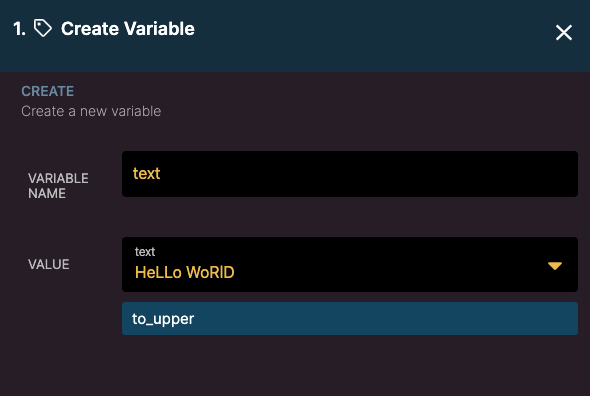 1. Create Variable
CREATE
Create a new variable
VARIABLE
NAME
text
VALUE
text
HeLLo WoRlD
to_upper